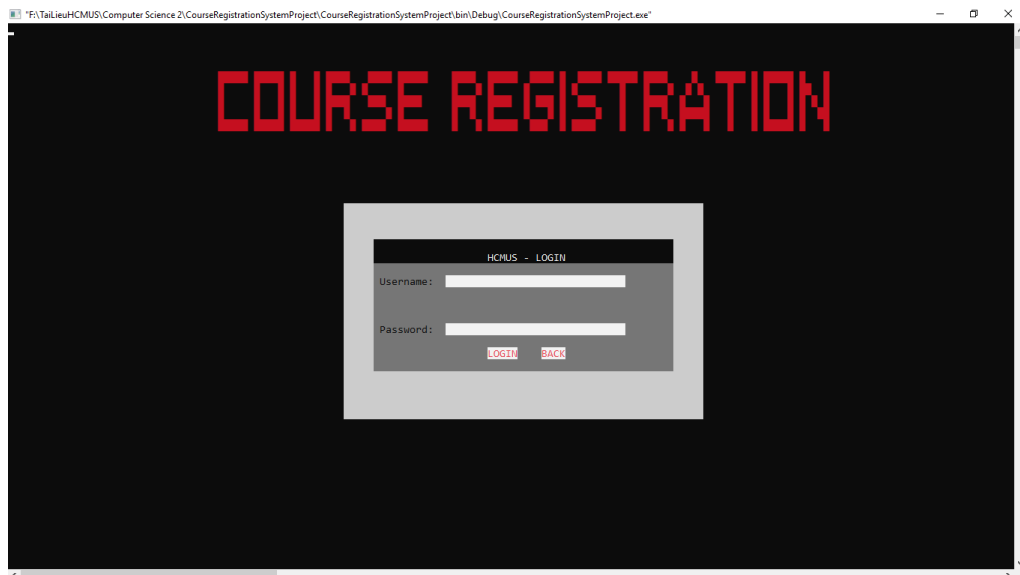 "F:\TaiLieuHCMUS\Computer Science 2\CourseRegistrationSystemProject\CourseRegistrationSystemProject\bin\Debug\CourseRegistrationSystemProject.exe"
COURSE REGISTRATION
HCMUS - LOGIN
Username:
Password:
LOGIN BACK